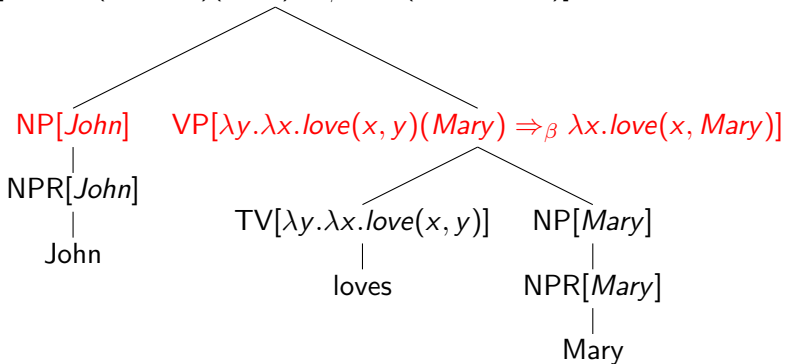 NP[John] VP[λy.λx.love(x, y)(Mary) ⇒β λx.love(x, Mary)]
NPR[John]
TV[λy.λx.love(x, y)] NP[Mary]
John
loves NPR[Mary]
Mary